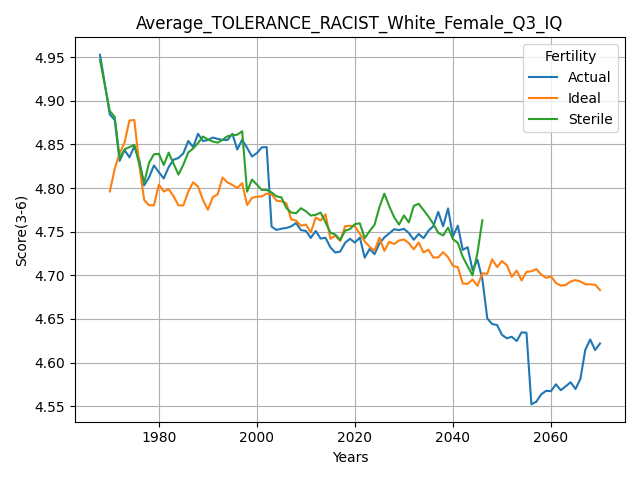 Average_TOLERANCE_RACIST_White_Female_Q3_IQ
Fertility
Actual
Ideal
Sterile
Score(3-6)
4.95
4.90
4.85
4.80
4.75
4.70
4.65
4.60
4.55
1980
2000
2020
2040
2060
Years